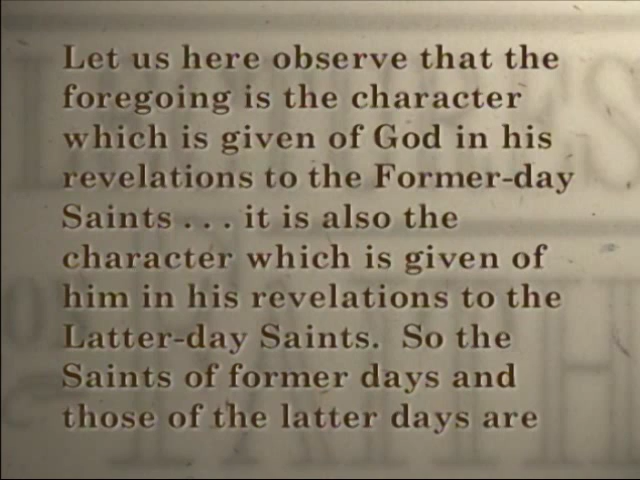 Let us here observe that the
foregoing is the character
which is given of God in his
revelations to the Former-day
Saints . . . it is also the
character which is given of
him in his revelations to the
Latter-day Saints.  So the
Saints of former days and
those of the latter days are